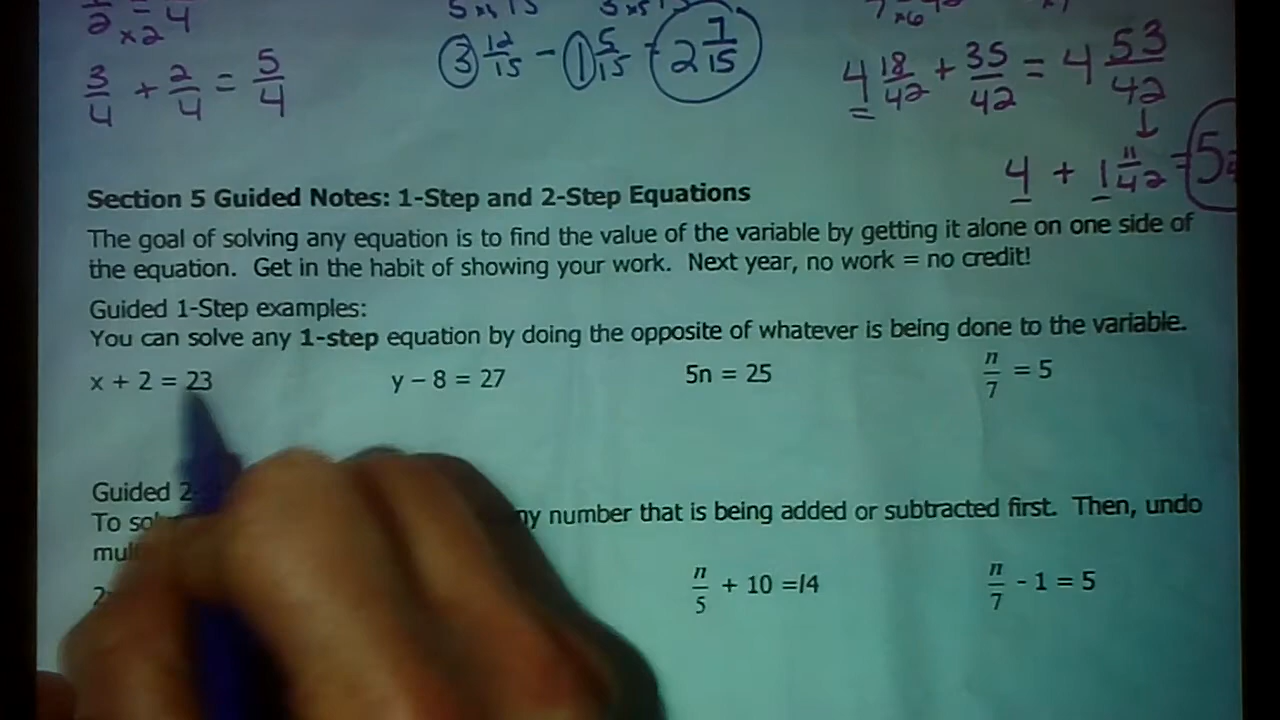 ×2 4
3/4 + 2/4 = 5/4
3 12/15 - 1 5/15 = 2 7/15
4 18/42 + 35/42 = 4 53/42
4 + 1 11/42 = 5
Section 5 Guided Notes: 1-Step and 2-Step Equations
The goal of solving any equation is to find the value of the variable by getting it alone on one side of
the equation. Get in the habit of showing your work. Next year, no work = no credit!
Guided 1-Step examples:
You can solve any 1-step equation by doing the opposite of whatever is being done to the variable.
x + 2 = 23 y – 8 = 27 5n = 25 n/7 = 5
Guided 2
To number that is being added or subtracted first. Then, undo
n/5 + 10 =14 n/7 - 1 = 5